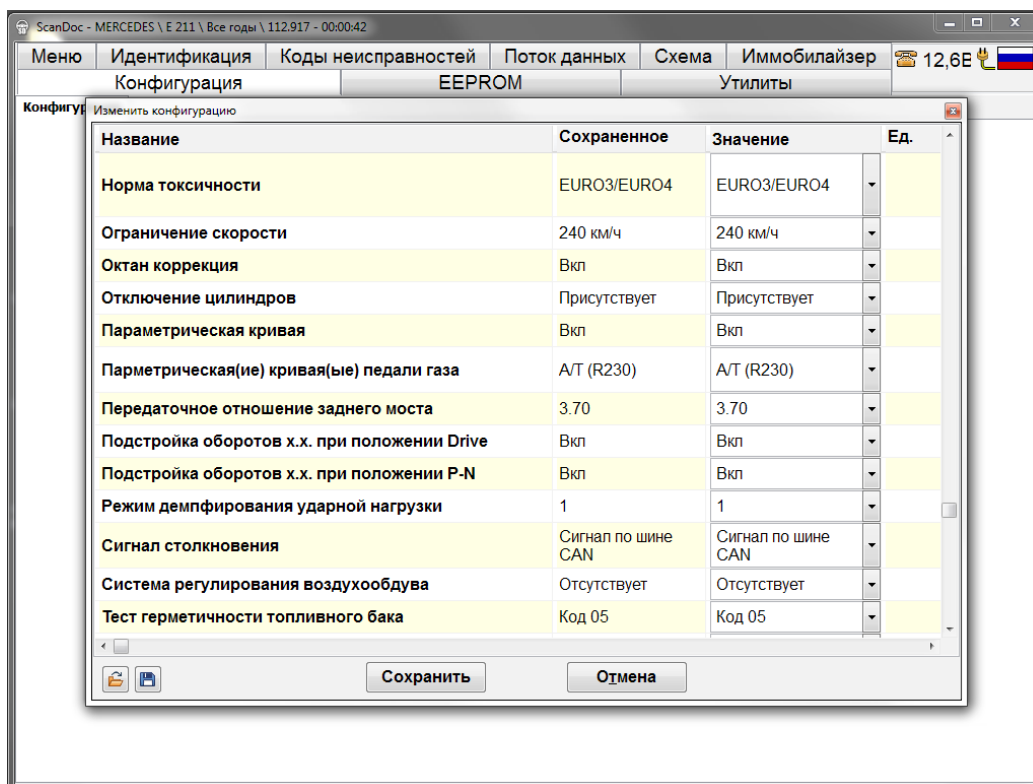 ScanDoc - MERCEDES \ E 211 \ Все годы \ 112.917 - 00:00:42
Меню Идентификация Коды неисправностей Поток данных Схема Иммобилайзер 12,6В
Конфигурация EEPROM Утилиты
Изменить конфигурацию
Название Сохраненное Значение Ед.
Норма токсичности EURO3/EURO4 EURO3/EURO4
Ограничение скорости 240 км/ч 240 км/ч
Октан коррекция Вкл Вкл
Отключение цилиндров Присутствует Присутствует
Параметрическая кривая Вкл Вкл
Парметрическая(ие) кривая(ые) педали газа A/T (R230) A/T (R230)
Передаточное отношение заднего моста 3.70 3.70
Подстройка оборотов х.х. при положении Drive Вкл Вкл
Подстройка оборотов х.х. при положении P-N Вкл Вкл
Режим демпфирования ударной нагрузки 1 1
Сигнал столкновения Сигнал по шине Сигнал по шине
CAN CAN
Система регулирования воздухообдува Отсутствует Отсутствует
Тест герметичности топливного бака Код 05 Код 05
Сохранить Отмена